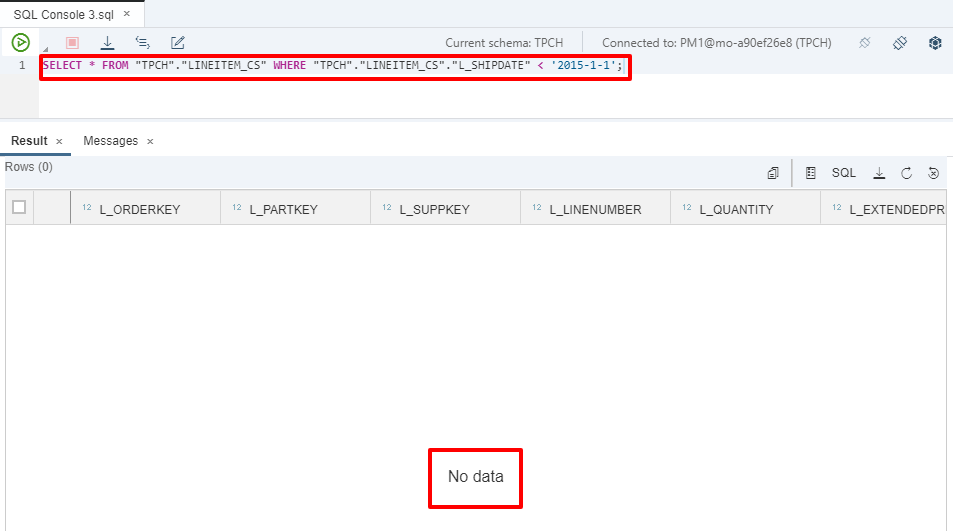 SQL Console 3.sql ×
Current schema: TPCH Connected to: PM1@mo-a90ef26e8 (TPCH)
1 SELECT * FROM "TPCH"."LINEITEM_CS" WHERE "TPCH"."LINEITEM_CS"."L_SHIPDATE" < '2015-1-1';
Result × Messages ×
Rows (0)
SQL
12 L_ORDERKEY 12 L_PARTKEY 12 L_SUPPKEY 12 L_LINENUMBER 12 L_QUANTITY 12 L_EXTENDEDPR
No data